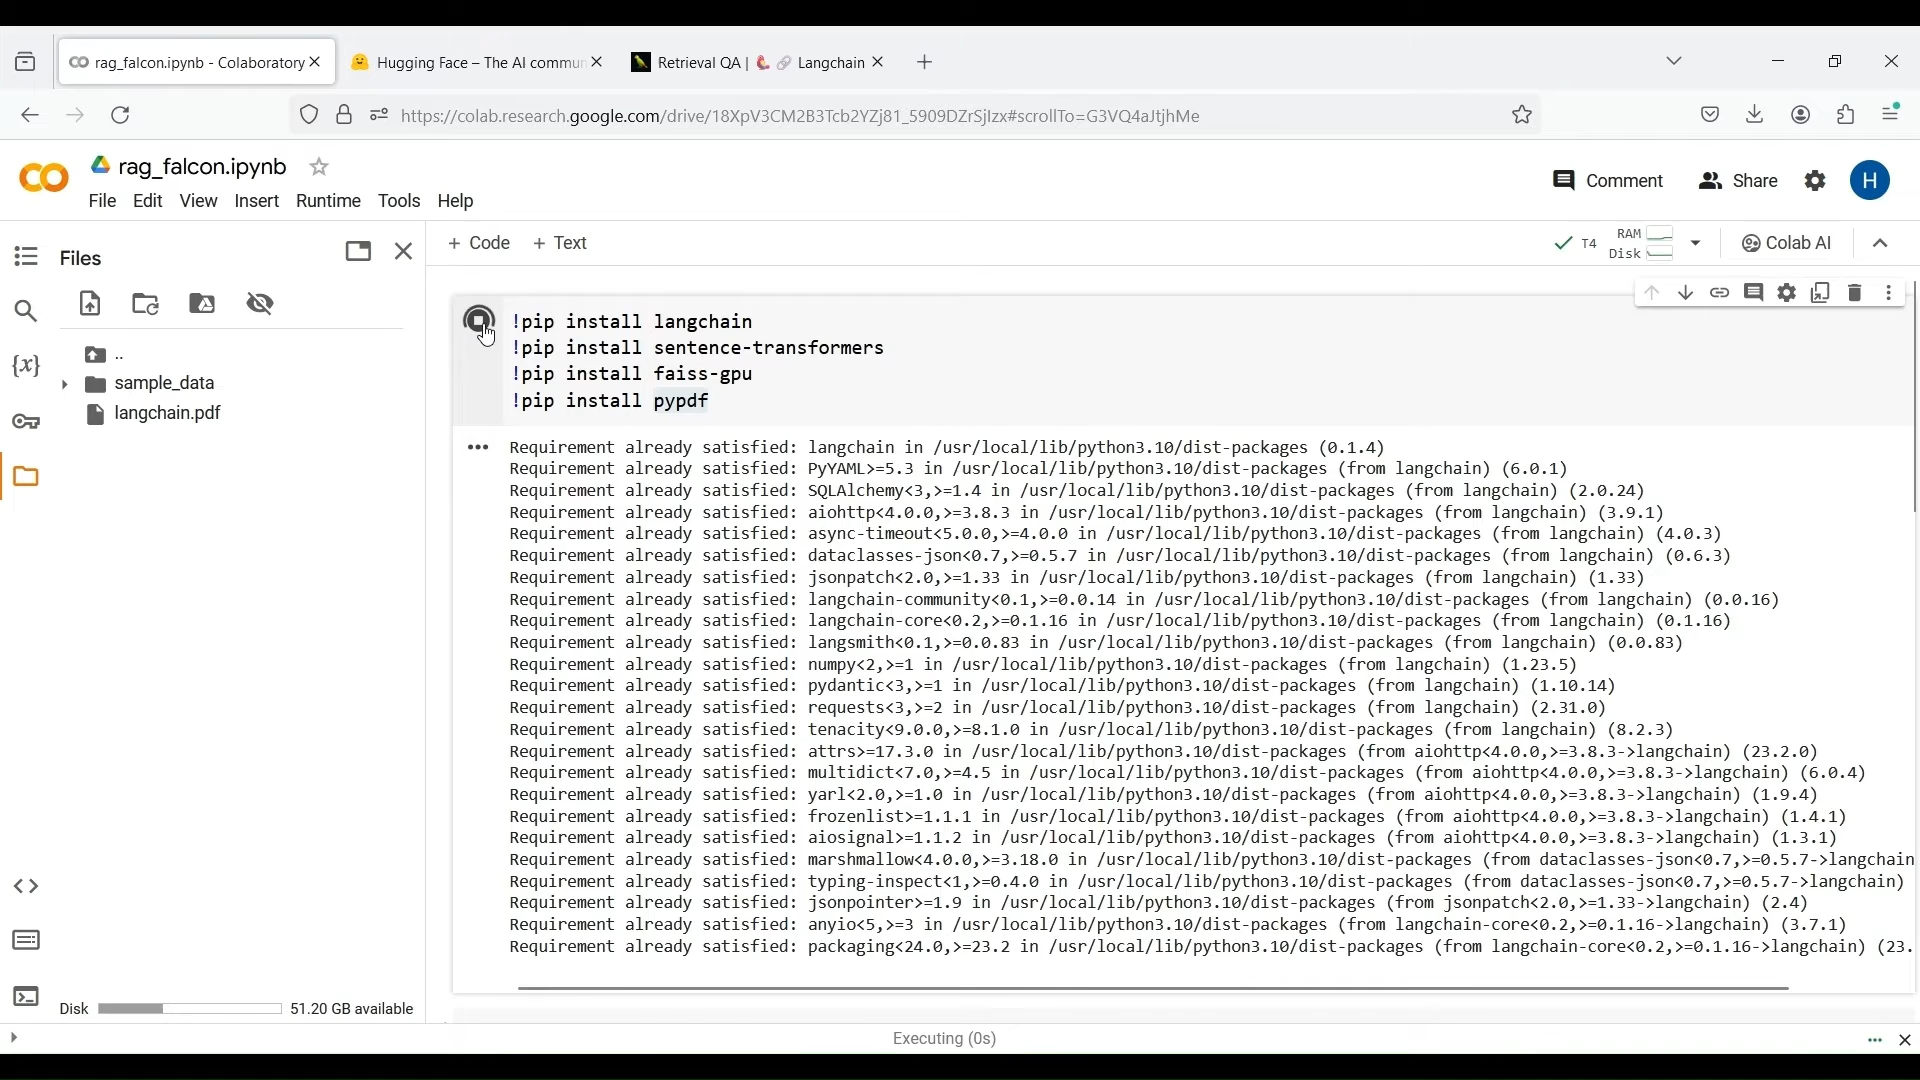 rag_falcon.ipynb - Colaboratory
Hugging Face – The AI commun
Retrieval QA | Langchain
https://colab.research.google.com/drive/18XpV3CM2B3Tcb2YZj81_5909DZrSjIzx#scrollTo=G3VQ4aJtjhMe
rag_falcon.ipynb
File Edit View Insert Runtime Tools Help
Comment Share H
Files
+ Code + Text
T4 RAM Disk Colab AI
..
sample_data
langchain.pdf
!pip install langchain
!pip install sentence-transformers
!pip install faiss-gpu
!pip install pypdf
Requirement already satisfied: langchain in /usr/local/lib/python3.10/dist-packages (0.1.4)
Requirement already satisfied: PyYAML>=5.3 in /usr/local/lib/python3.10/dist-packages (from langchain) (6.0.1)
Requirement already satisfied: SQLAlchemy<3,>=1.4 in /usr/local/lib/python3.10/dist-packages (from langchain) (2.0.24)
Requirement already satisfied: aiohttp<4.0.0,>=3.8.3 in /usr/local/lib/python3.10/dist-packages (from langchain) (3.9.1)
Requirement already satisfied: async-timeout<5.0.0,>=4.0.0 in /usr/local/lib/python3.10/dist-packages (from langchain) (4.0.3)
Requirement already satisfied: dataclasses-json<0.7,>=0.5.7 in /usr/local/lib/python3.10/dist-packages (from langchain) (0.6.3)
Requirement already satisfied: jsonpatch<2.0,>=1.33 in /usr/local/lib/python3.10/dist-packages (from langchain) (1.33)
Requirement already satisfied: langchain-community<0.1,>=0.0.14 in /usr/local/lib/python3.10/dist-packages (from langchain) (0.0.16)
Requirement already satisfied: langchain-core<0.2,>=0.1.16 in /usr/local/lib/python3.10/dist-packages (from langchain) (0.1.16)
Requirement already satisfied: langsmith<0.1,>=0.0.83 in /usr/local/lib/python3.10/dist-packages (from langchain) (0.0.83)
Requirement already satisfied: numpy<2,>=1 in /usr/local/lib/python3.10/dist-packages (from langchain) (1.23.5)
Requirement already satisfied: pydantic<3,>=1 in /usr/local/lib/python3.10/dist-packages (from langchain) (1.10.14)
Requirement already satisfied: requests<3,>=2 in /usr/local/lib/python3.10/dist-packages (from langchain) (2.31.0)
Requirement already satisfied: tenacity<9.0.0,>=8.1.0 in /usr/local/lib/python3.10/dist-packages (from langchain) (8.2.3)
Requirement already satisfied: attrs>=17.3.0 in /usr/local/lib/python3.10/dist-packages (from aiohttp<4.0.0,>=3.8.3->langchain) (23.2.0)
Requirement already satisfied: multidict<7.0,>=4.5 in /usr/local/lib/python3.10/dist-packages (from aiohttp<4.0.0,>=3.8.3->langchain) (6.0.4)
Requirement already satisfied: yarl<2.0,>=1.0 in /usr/local/lib/python3.10/dist-packages (from aiohttp<4.0.0,>=3.8.3->langchain) (1.9.4)
Requirement already satisfied: frozenlist>=1.1.1 in /usr/local/lib/python3.10/dist-packages (from aiohttp<4.0.0,>=3.8.3->langchain) (1.4.1)
Requirement already satisfied: aiosignal>=1.1.2 in /usr/local/lib/python3.10/dist-packages (from aiohttp<4.0.0,>=3.8.3->langchain) (1.3.1)
Requirement already satisfied: marshmallow<4.0.0,>=3.18.0 in /usr/local/lib/python3.10/dist-packages (from dataclasses-json<0.7,>=0.5.7->langchain
Requirement already satisfied: typing-inspect<1,>=0.4.0 in /usr/local/lib/python3.10/dist-packages (from dataclasses-json<0.7,>=0.5.7->langchain)
Requirement already satisfied: jsonpointer>=1.9 in /usr/local/lib/python3.10/dist-packages (from jsonpatch<2.0,>=1.33->langchain) (2.4)
Requirement already satisfied: anyio<5,>=3 in /usr/local/lib/python3.10/dist-packages (from langchain-core<0.2,>=0.1.16->langchain) (3.7.1)
Requirement already satisfied: packaging<24.0,>=23.2 in /usr/local/lib/python3.10/dist-packages (from langchain-core<0.2,>=0.1.16->langchain) (23.
Disk 51.20 GB available
Executing (0s)